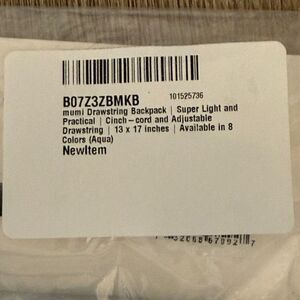 B07Z3ZBMKB 101525736
mumi Drawstring Backpack | Super Light and
Practical | Cinch-cord and Adjustable
Drawstring | 13 x 17 inches | Available in 8
Colors (Aqua)
NewItem